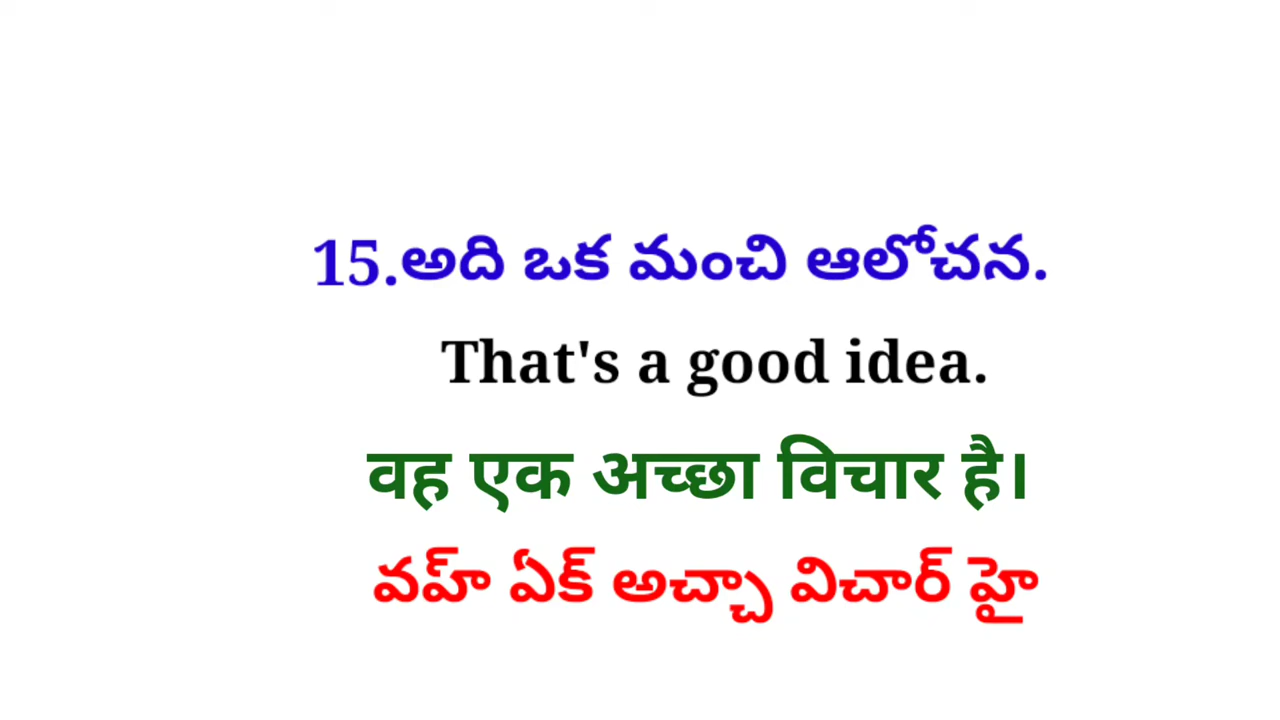 15.అది ఒక మంచి ఆలోచన.
That's a good idea.
वह एक अच्छा विचार है।
వహ్ ఏక్ అచ్చా విచార్ హై